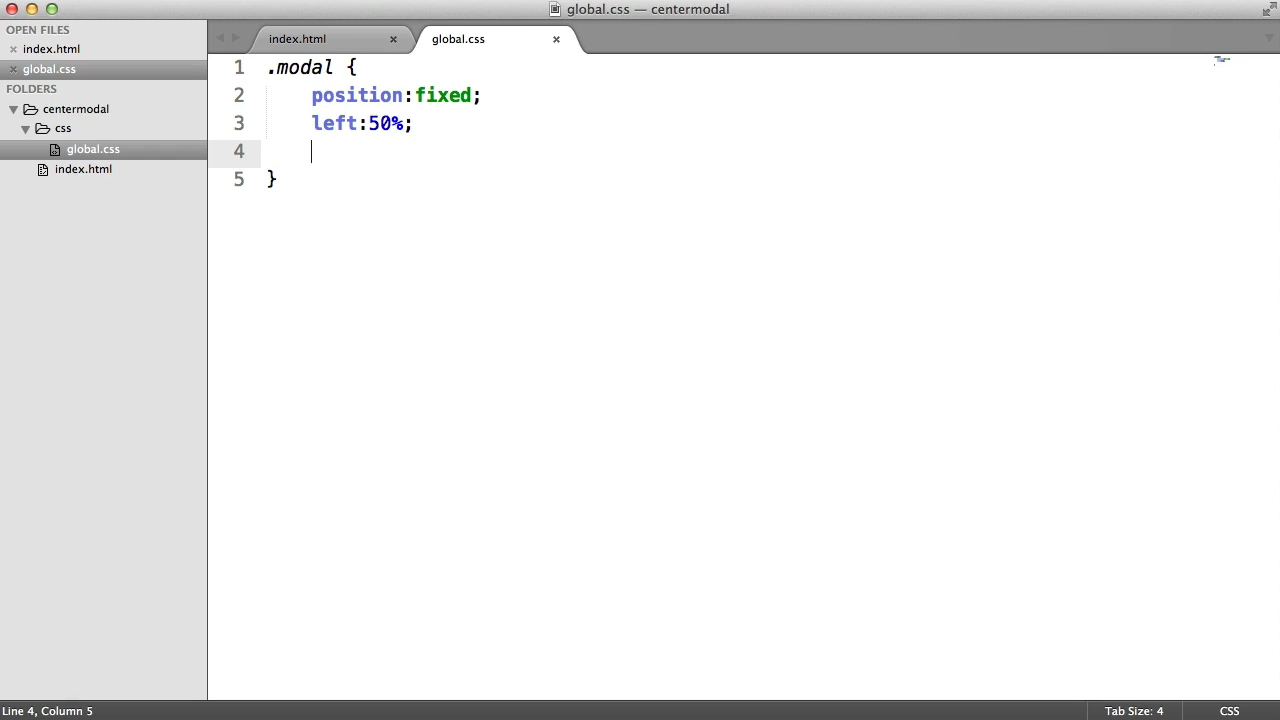 global.css — centermodal
OPEN FILES
index.html
global.css
FOLDERS
centermodal
css
global.css
index.html
index.html
global.css
1 .modal {
2 position:fixed;
3 left:50%;
4
5 }
Line 4, Column 5
Tab Size: 4
CSS